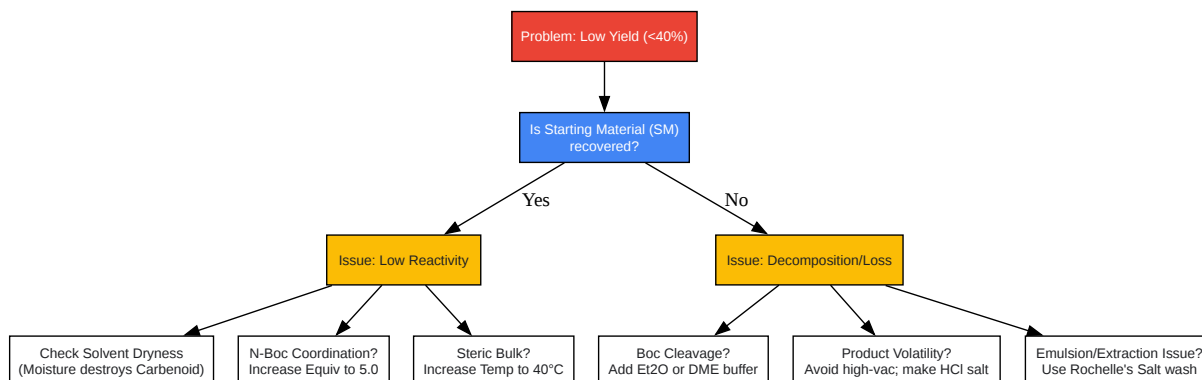 Problem: Low Yield (<40%)
Is Starting Material (SM)
recovered?
Yes
No
Issue: Low Reactivity
Issue: Decomposition/Loss
Check Solvent Dryness
(Moisture destroys Carbenoid)
N-Boc Coordination?
Increase Equiv to 5.0
Steric Bulk?
Increase Temp to 40°C
Boc Cleavage?
Add Et2O or DME buffer
Product Volatility?
Avoid high-vac; make HCl salt
Emulsion/Extraction Issue?
Use Rochelle's Salt wash